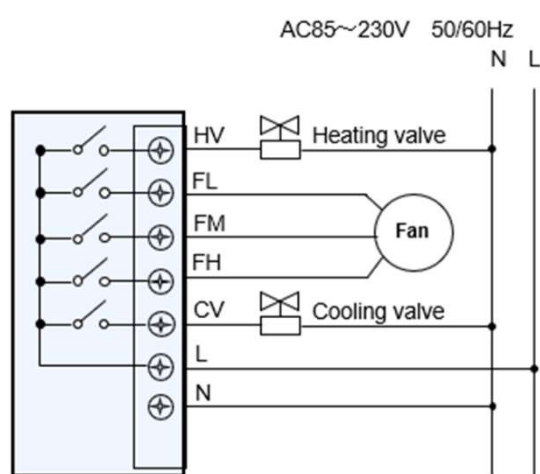 AC85～230V 50/60Hz
N L
HV Heating valve
FL
FM
Fan
FH
CV Cooling valve
L
N